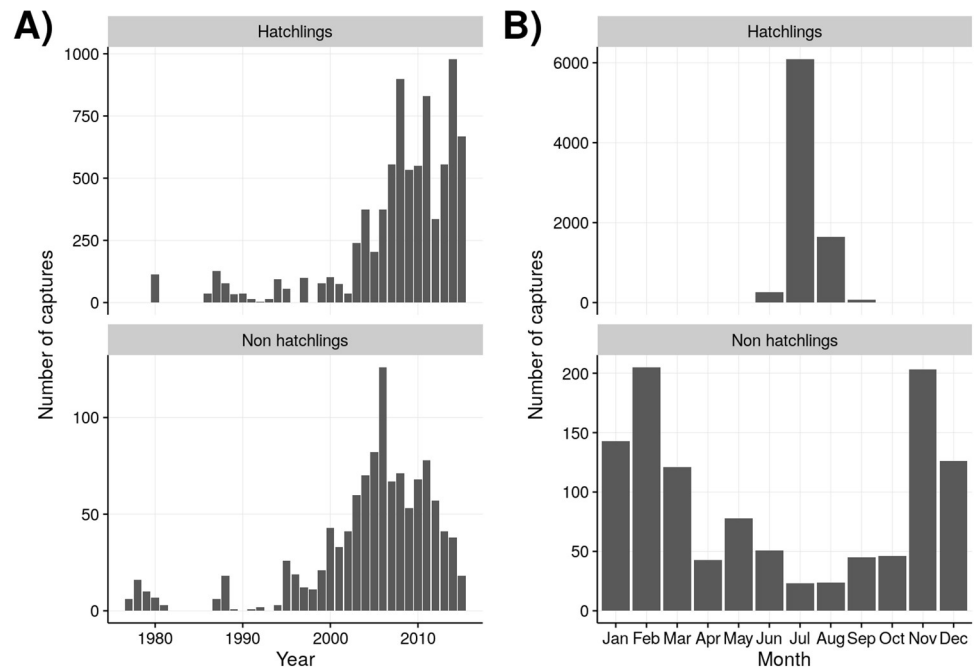 A)
Hatchlings
1000
750
500
250
0
Non hatchlings
100
50
0
1980 1990 2000 2010
Year
Number of captures
B)
Hatchlings
6000
4000
2000
0
Non hatchlings
200
150
100
50
0
Jan Feb Mar Apr May Jun Jul Aug Sep Oct Nov Dec
Month
Number of captures